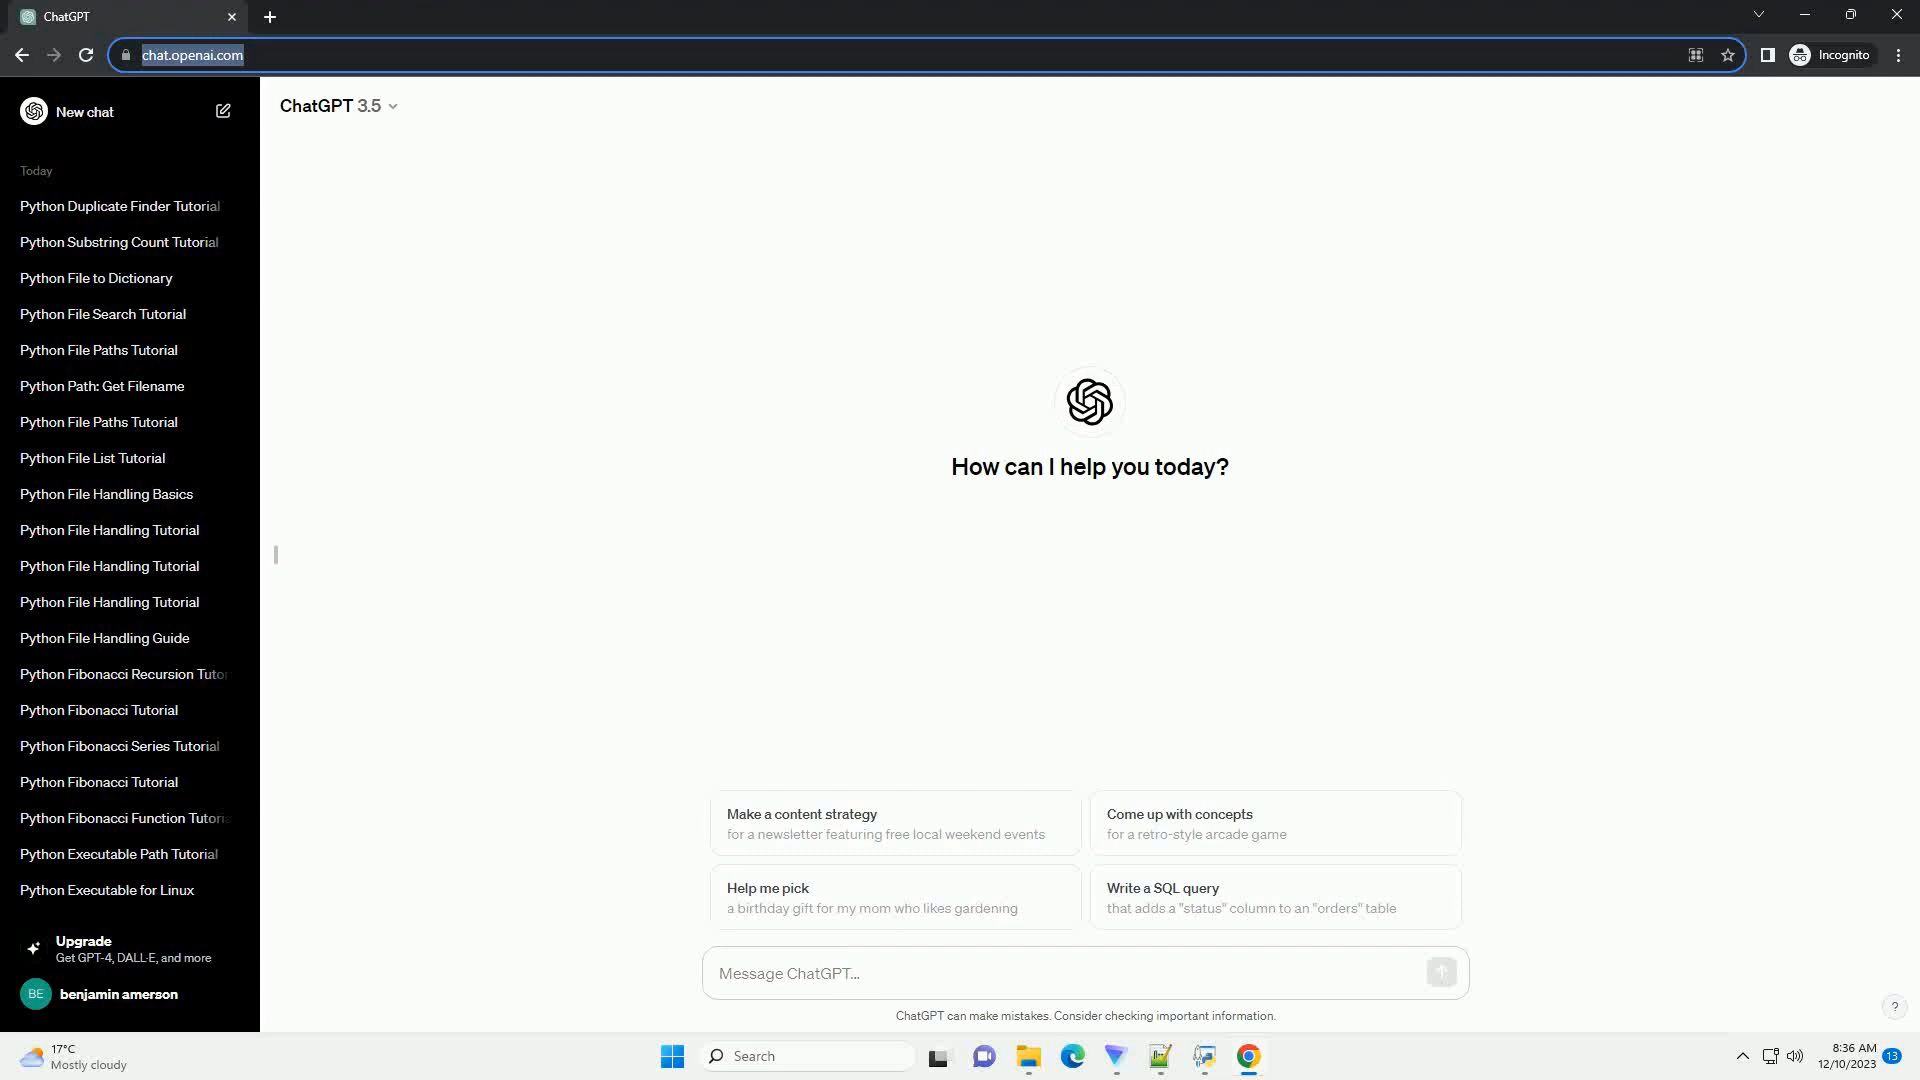 ChatGPT
chat.openai.com
Incognito
New chat
ChatGPT 3.5
Today
Python Duplicate Finder Tutorial
Python Substring Count Tutorial
Python File to Dictionary
Python File Search Tutorial
Python File Paths Tutorial
Python Path: Get Filename
Python File Paths Tutorial
Python File List Tutorial
Python File Handling Basics
Python File Handling Tutorial
Python File Handling Tutorial
Python File Handling Tutorial
Python File Handling Guide
Python Fibonacci Recursion Tutor
Python Fibonacci Tutorial
Python Fibonacci Series Tutorial
Python Fibonacci Tutorial
Python Fibonacci Function Tutoria
Python Executable Path Tutorial
Python Executable for Linux
Upgrade
Get GPT-4, DALL·E, and more
BE
benjamin amerson
How can I help you today?
Make a content strategy
for a newsletter featuring free local weekend events
Come up with concepts
for a retro-style arcade game
Help me pick
a birthday gift for my mom who likes gardening
Write a SQL query
that adds a "status" column to an "orders" table
Message ChatGPT...
ChatGPT can make mistakes. Consider checking important information.
?
17°C
Mostly cloudy
Search
8:36 AM
12/10/2023
13